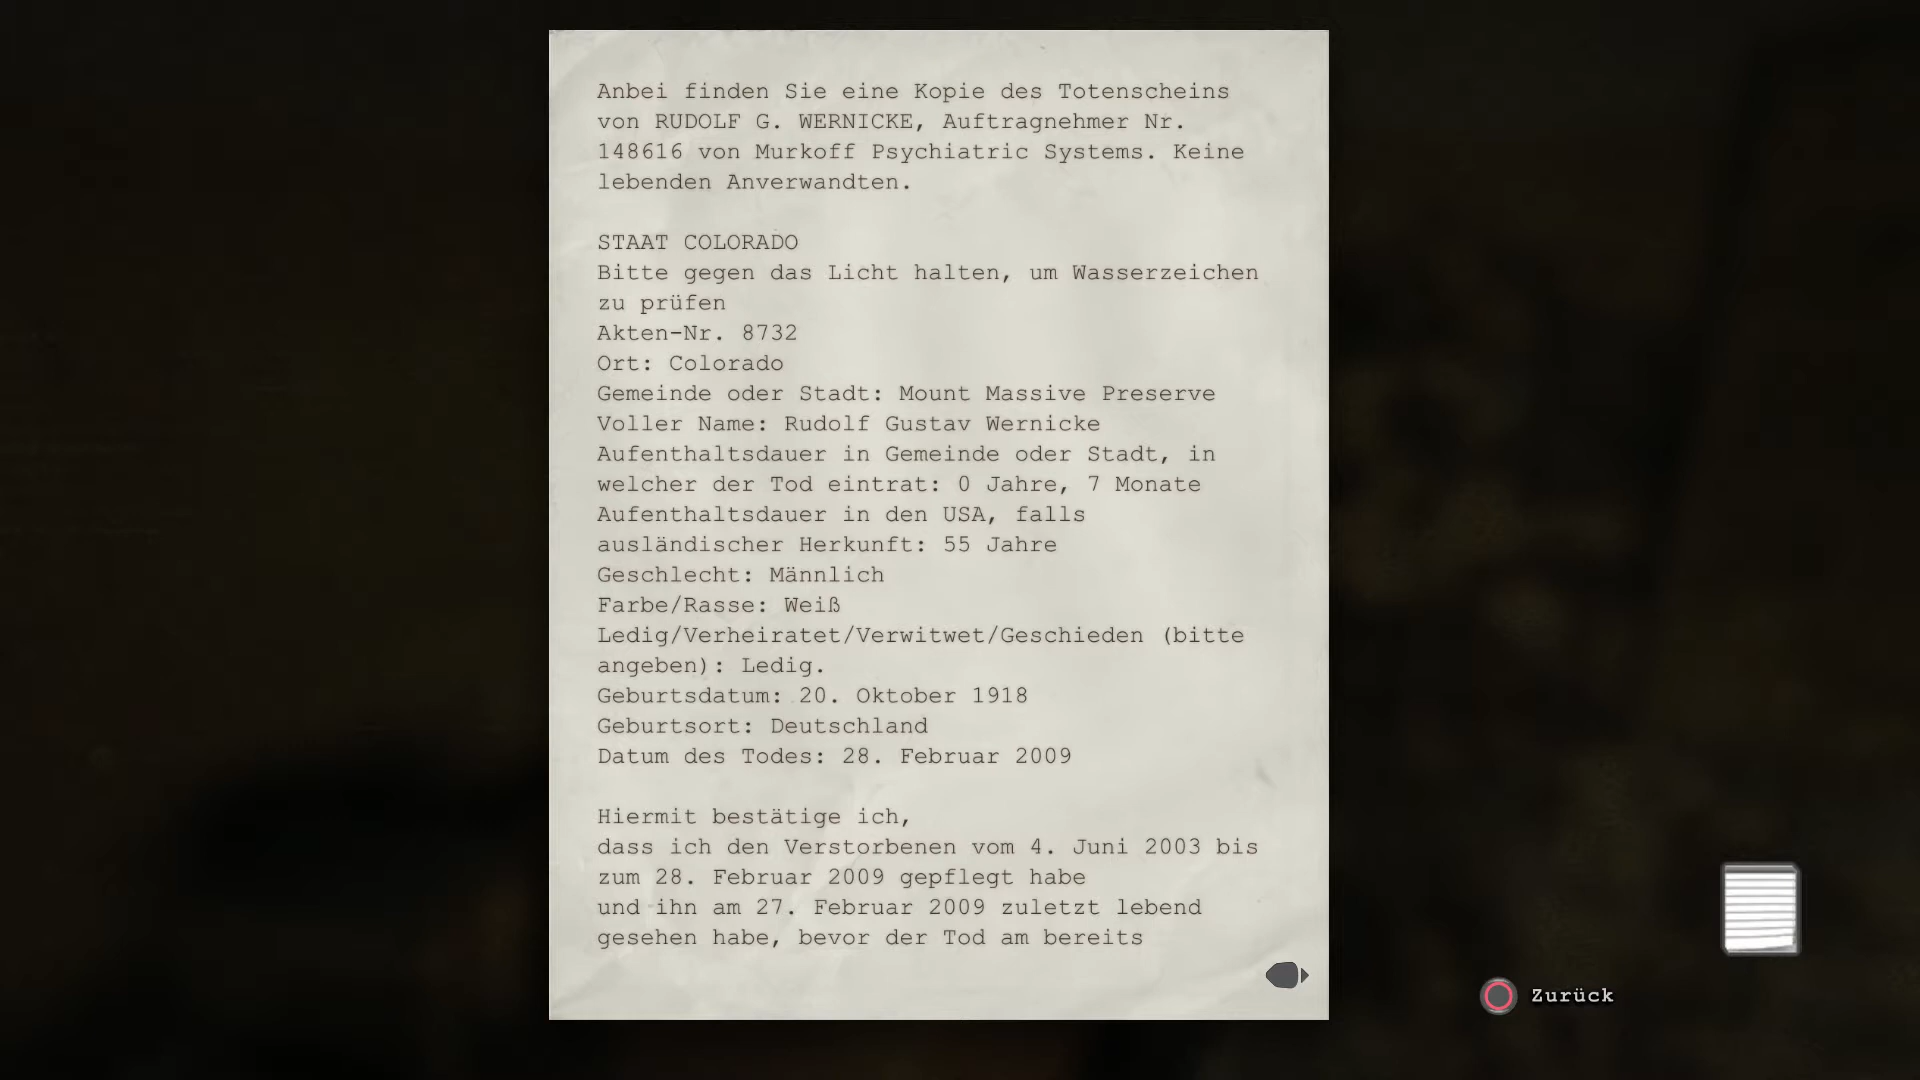 Anbei finden Sie eine Kopie des Totenscheins
von RUDOLF G. WERNICKE, Auftragnehmer Nr.
148616 von Murkoff Psychiatric Systems. Keine
lebenden Anverwandten.
STAAT COLORADO
Bitte gegen das Licht halten, um Wasserzeichen
zu prüfen
Akten-Nr. 8732
Ort: Colorado
Gemeinde oder Stadt: Mount Massive Preserve
Voller Name: Rudolf Gustav Wernicke
Aufenthaltsdauer in Gemeinde oder Stadt, in
welcher der Tod eintrat: 0 Jahre, 7 Monate
Aufenthaltsdauer in den USA, falls
ausländischer Herkunft: 55 Jahre
Geschlecht: Männlich
Farbe/Rasse: Weiß
Ledig/Verheiratet/Verwitwet/Geschieden (bitte
angeben): Ledig.
Geburtsdatum: 20. Oktober 1918
Geburtsort: Deutschland
Datum des Todes: 28. Februar 2009
Hiermit bestätige ich,
dass ich den Verstorbenen vom 4. Juni 2003 bis
zum 28. Februar 2009 gepflegt habe
und ihn am 27. Februar 2009 zuletzt lebend
gesehen habe, bevor der Tod am bereits
Zurück